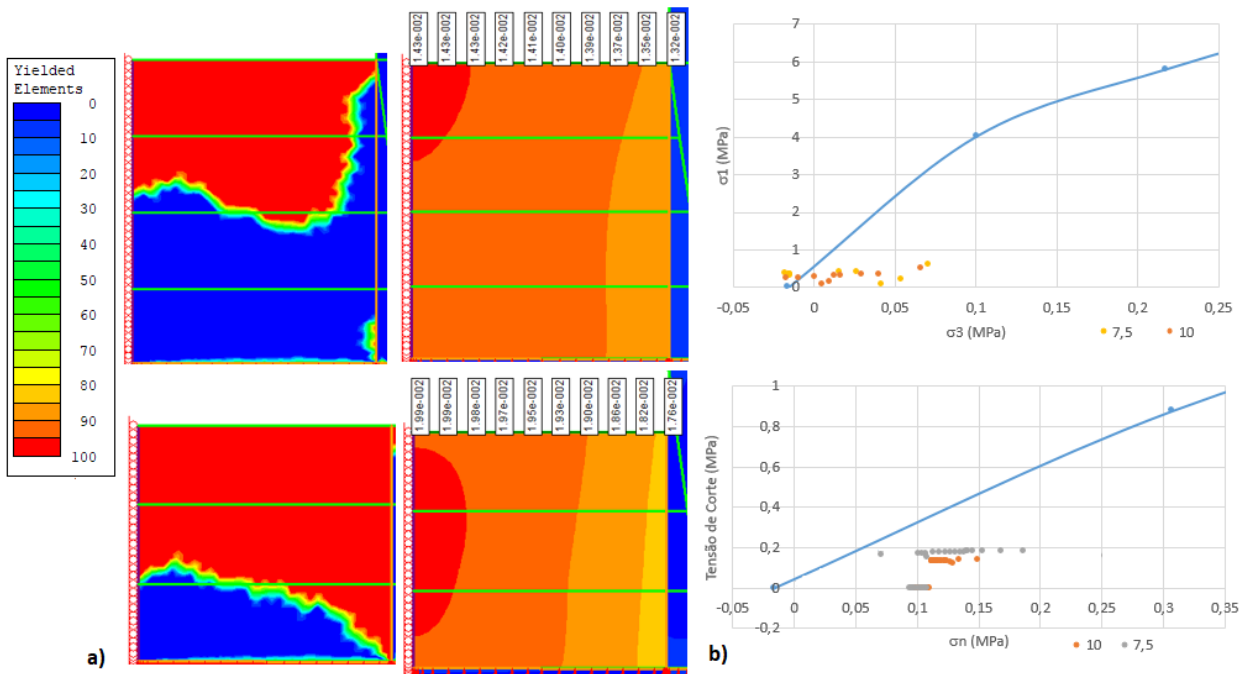 Yielded
Elements
0
10
20
30
40
50
60
70
80
90
100
1.43e-002
1.43e-002
1.43e-002
1.42e-002
1.41e-002
1.40e-002
1.39e-002
1.37e-002
1.35e-002
1.32e-002
1.99e-002
1.99e-002
1.98e-002
1.97e-002
1.95e-002
1.93e-002
1.90e-002
1.86e-002
1.82e-002
1.76e-002
a)
7
6
5
4
3
2
1
0
σ1 (MPa)
-0,05 0 0,05 0,1 0,15 0,2 0,25
σ3 (MPa)
7,5 10
1
0,8
0,6
0,4
0,2
0
-0,2
Tensão de Corte (MPa)
-0,05 0 0,05 0,1 0,15 0,2 0,25 0,3 0,35
σn (MPa)
10 7,5
b)